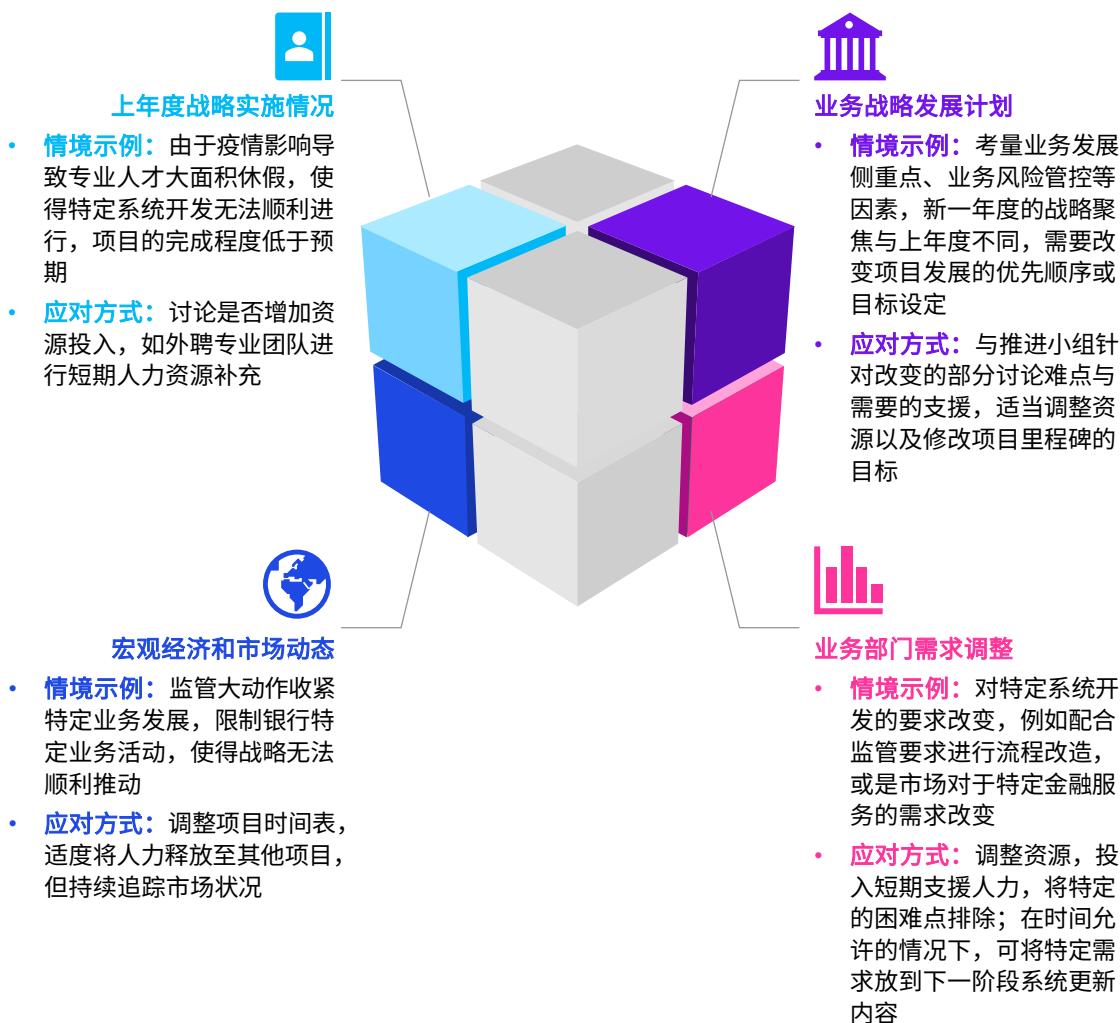 上年度战略实施情况
• 情境示例：由于疫情影响导
致专业人才大面积休假，使
得特定系统开发无法顺利进
行，项目的完成程度低于预
期
• 应对方式：讨论是否增加资
源投入，如外聘专业团队进
行短期人力资源补充
业务战略发展计划
• 情境示例：考量业务发展
侧重点、业务风险管控等
因素，新一年度的战略聚
焦与上年度不同，需要改
变项目发展的优先顺序或
目标设定
• 应对方式：与推进小组针
对改变的部分讨论难点与
需要的支援，适当调整资
源以及修改项目里程碑的
目标
宏观经济和市场动态
• 情境示例：监管大动作收紧
特定业务发展，限制银行特
定业务活动，使得战略无法
顺利推动
• 应对方式：调整项目时间表，
适度将人力释放至其他项目，
但持续追踪市场状况
业务部门需求调整
• 情境示例：对特定系统开
发的要求改变，例如配合
监管要求进行流程改造，
或是市场对于特定金融服
务的需求改变
• 应对方式：调整资源，投
入短期支援人力，将特定
的困难点排除；在时间允
许的情况下，可将特定需
求放到下一阶段系统更新
内容